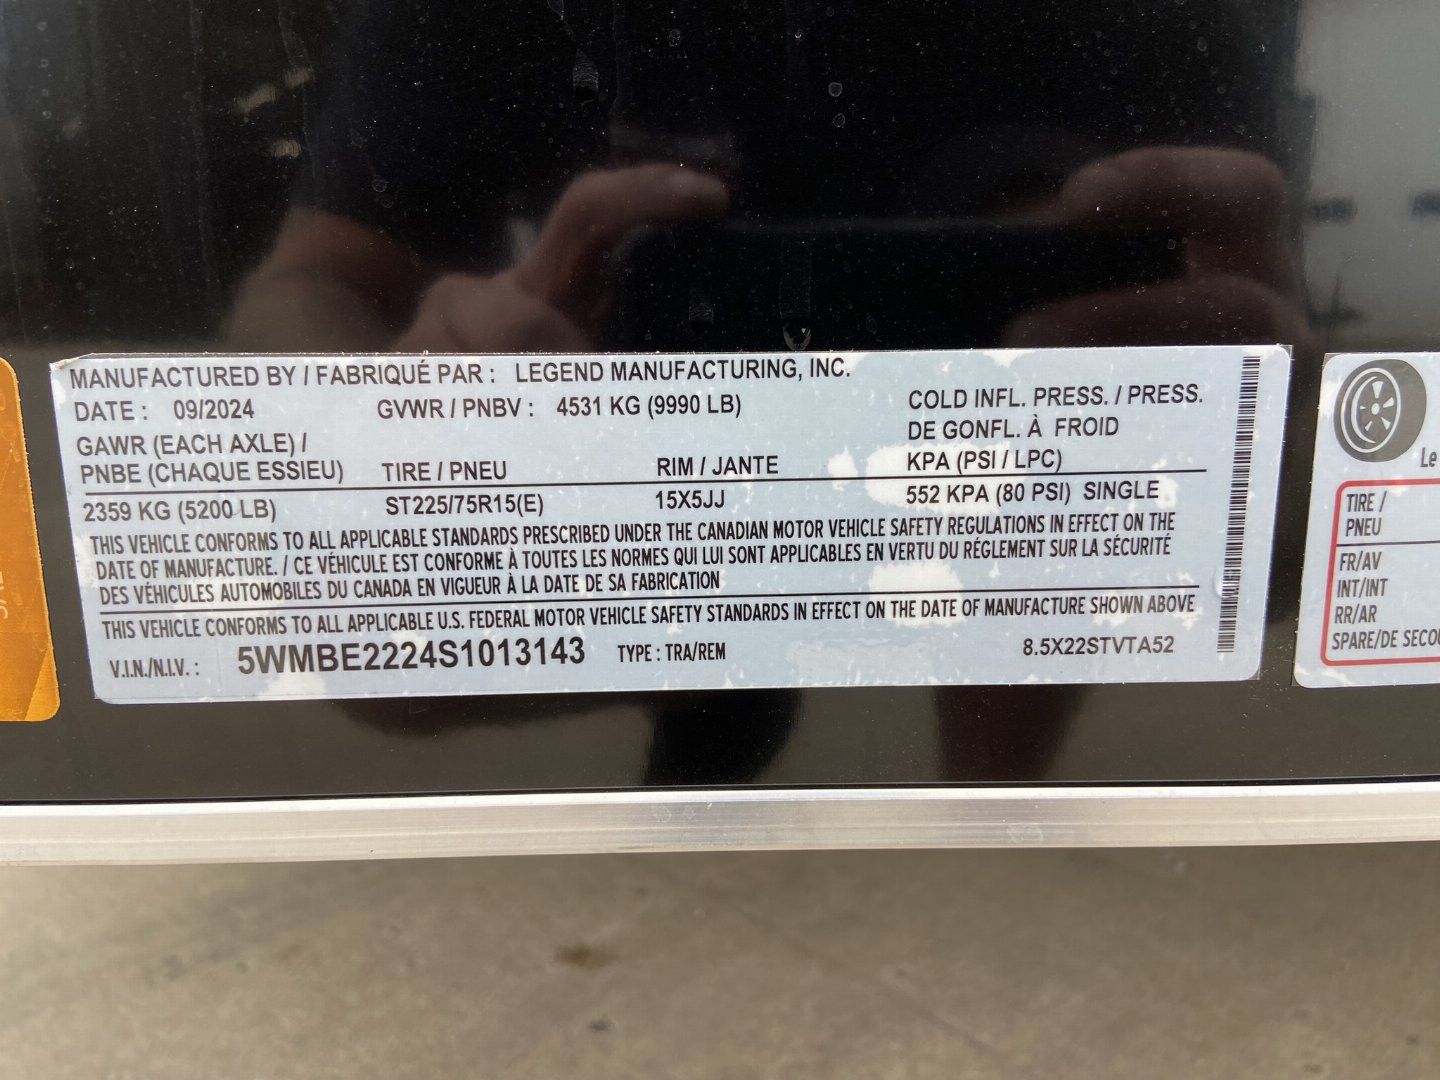 MANUFACTURED BY / FABRIQUÉ PAR : LEGEND MANUFACTURING, INC.
DATE : 09/2024 GVWR / PNBV : 4531 KG (9990 LB)
COLD INFL. PRESS. / PRESS.
DE GONFL. À FROID
KPA (PSI / LPC)
GAWR (EACH AXLE) /
PNBE (CHAQUE ESSIEU) TIRE / PNEU RIM / JANTE
2359 KG (5200 LB) ST225/75R15(E) 15X5JJ 552 KPA (80 PSI) SINGLE
THIS VEHICLE CONFORMS TO ALL APPLICABLE STANDARDS PRESCRIBED UNDER THE CANADIAN MOTOR VEHICLE SAFETY REGULATIONS IN EFFECT ON THE
DATE OF MANUFACTURE. / CE VÉHICULE EST CONFORME À TOUTES LES NORMES QUI LUI SONT APPLICABLES EN VERTU DU RÉGLEMENT SUR LA SÉCURITÉ
DES VÉHICULES AUTOMOBILES DU CANADA EN VIGUEUR À LA DATE DE SA FABRICATION
THIS VEHICLE CONFORMS TO ALL APPLICABLE U.S. FEDERAL MOTOR VEHICLE SAFETY STANDARDS IN EFFECT ON THE DATE OF MANUFACTURE SHOWN ABOVE
V.I.N./N.I.V. : 5WMBE2224S1013143 TYPE : TRA/REM 8.5X22STVTA52
Le
TIRE /
PNEU
FR/AV
INT/INT
RR/AR
SPARE/DE